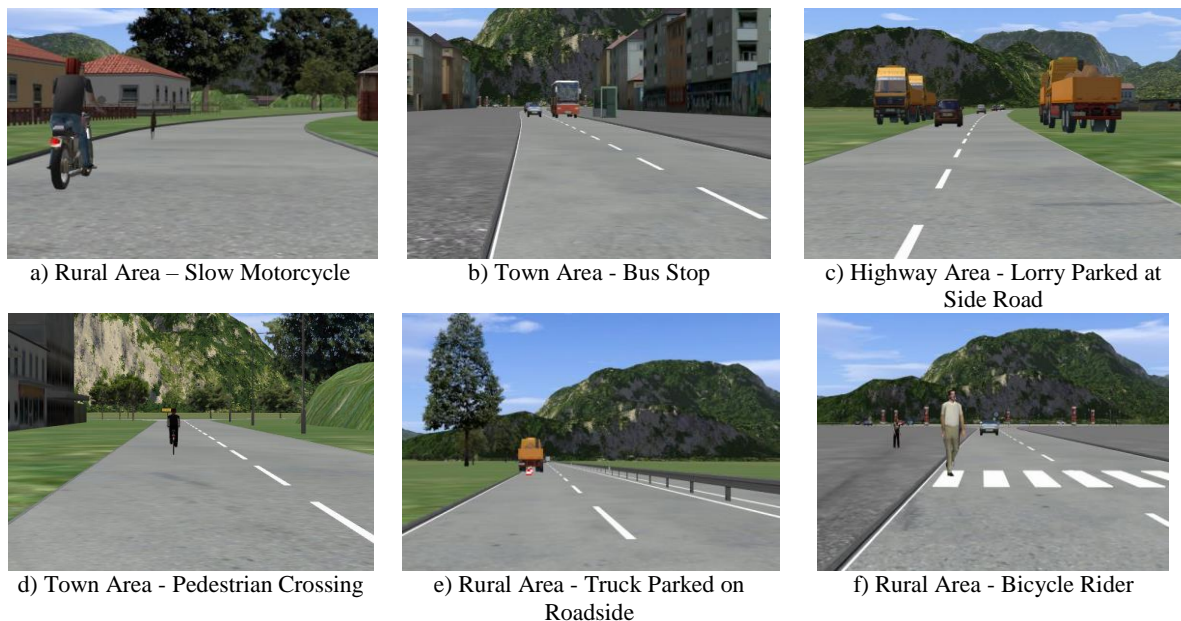 a) Rural Area – Slow Motorcycle
b) Town Area - Bus Stop
c) Highway Area - Lorry Parked at
Side Road
d) Town Area - Pedestrian Crossing
e) Rural Area - Truck Parked on
Roadside
f) Rural Area - Bicycle Rider